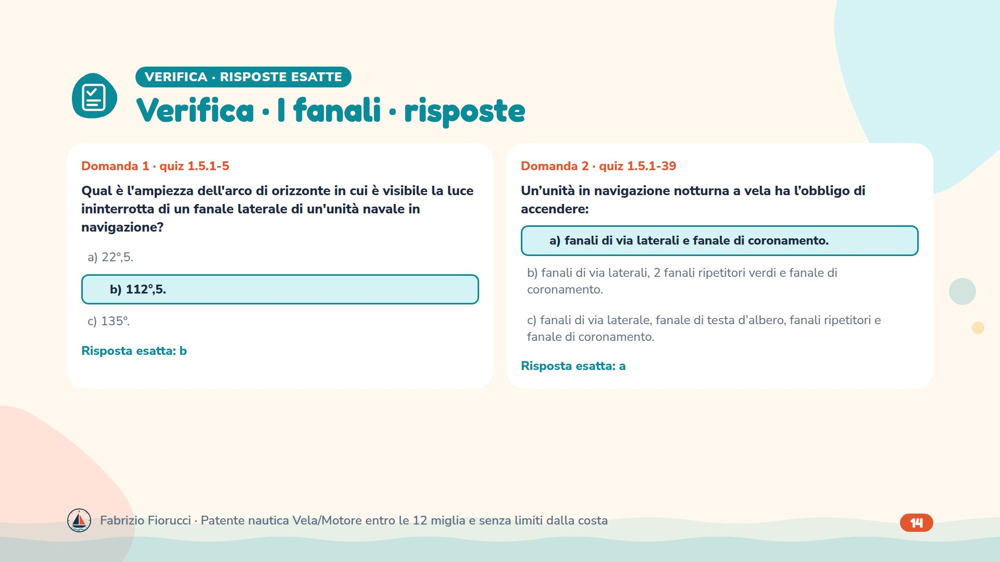 VERIFICA · RISPOSTE ESATTE
Verifica · I fanali · risposte
Domanda 1 · quiz 1.5.1-5
Qual è l'ampiezza dell'arco di orizzonte in cui è visibile la luce
ininterrotta di un fanale laterale di un'unità navale in
navigazione?
a) 22°,5.
b) 112°,5.
c) 135°.
Risposta esatta: b
Domanda 2 · quiz 1.5.1-39
Un’unità in navigazione notturna a vela ha l’obbligo di
accendere:
a) fanali di via laterali e fanale di coronamento.
b) fanali di via laterali, 2 fanali ripetitori verdi e fanale di
coronamento.
c) fanali di via laterale, fanale di testa d’albero, fanali ripetitori e
fanale di coronamento.
Risposta esatta: a
Fabrizio Fiorucci · Patente nautica Vela/Motore entro le 12 miglia e senza limiti dalla costa
14